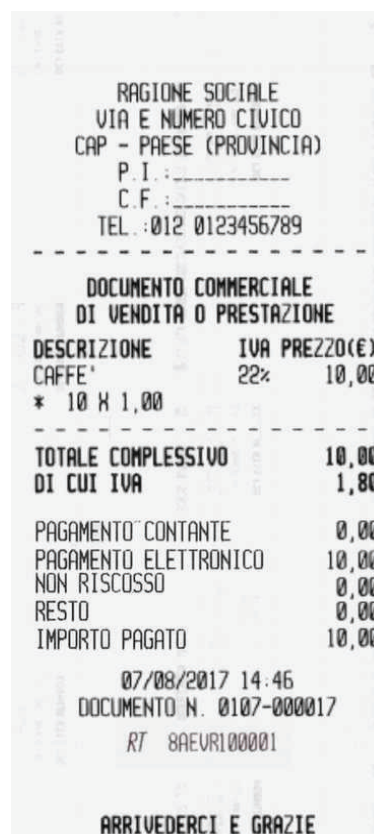 RAGIONE SOCIALE
VIA E NUMERO CIVICO
CAP - PAESE (PROVINCIA)
P.I.:___________
C.F.:___________
TEL.:012 0123456789
DOCUMENTO COMMERCIALE
DI VENDITA O PRESTAZIONE
DESCRIZIONE IVA PREZZO(€)
CAFFE' 22% 10,00
* 10 X 1,00
TOTALE COMPLESSIVO 10,00
DI CUI IVA 1,80
PAGAMENTO CONTANTE 0,00
PAGAMENTO ELETTRONICO 10,00
NON RISCOSSO 0,00
RESTO 0,00
IMPORTO PAGATO 10,00
07/08/2017 14:46
DOCUMENTO N. 0107-000017
RT 8AEVR100001
ARRIVEDERCI E GRAZIE